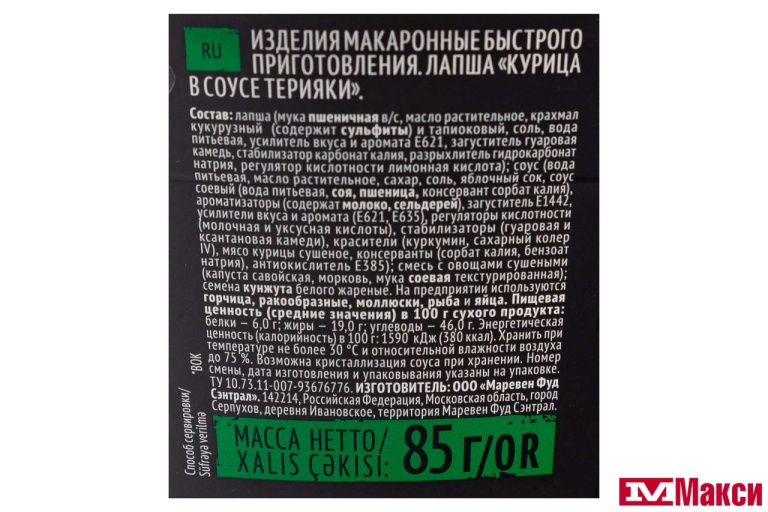 RU
ИЗДЕЛИЯ МАКАРОННЫЕ БЫСТРОГО
ПРИГОТОВЛЕНИЯ. ЛАПША «КУРИЦА
В СОУСЕ ТЕРИЯКИ».
Состав: лапша (мука пшеничная в/с, масло растительное, крахмал
кукурузный (содержит сульфиты) и тапиоковый, соль, вода
питьевая, усилитель вкуса и аромата Е621, загуститель гуаровая
камедь, стабилизатор карбонат калия, разрыхлитель гидрокарбонат
натрия, регулятор кислотности лимонная кислота); соус (вода
питьевая, масло растительное, сахар, соль, яблочный сок, соус
соевый (вода питьевая, соя, пшеница, консервант сорбат калия),
ароматизаторы (содержат молоко, сельдерей), загуститель Е1442,
усилители вкуса и аромата (Е621, Е635), регуляторы кислотности
(молочная и уксусная кислоты), стабилизаторы (гуаровая и
ксантановая камеди), красители (куркумин, сахарный колер
IV), мясо курицы сушеное, консерванты (сорбат калия, бензоат
натрия), антиокислитель Е385); смесь с овощами сушеными
(капуста савойская, морковь, мука соевая текстурированная);
семена кунжута белого жареные. На предприятии используются
горчица, ракообразные, моллюски, рыба и яйца. Пищевая
ценность (средние значения) в 100 г сухого продукта:
белки – 6,0 г; жиры – 19,0 г; углеводы – 46,0 г. Энергетическая
ценность (калорийность) в 100 г: 1590 кДж (380 ккал). Хранить при
температуре не более 30 °С и относительной влажности воздуха
до 75 %. Возможна кристаллизация соуса при хранении. Номер
смены, дата изготовления и упаковывания указаны на упаковке.
ТУ 10.73.11-007-93676776. ИЗГОТОВИТЕЛЬ: ООО «Маревен Фуд
Сэнтрал». 142214, Российская Федерация, Московская область, город
Серпухов, деревня Ивановское, территория Маревен Фуд Сэнтрал.
*ВОК
Способ сервировки/
Süfrəyə verilmə
МАССА НЕТТО/
XALIS ÇƏKISI: 85 Г/QR
Макси